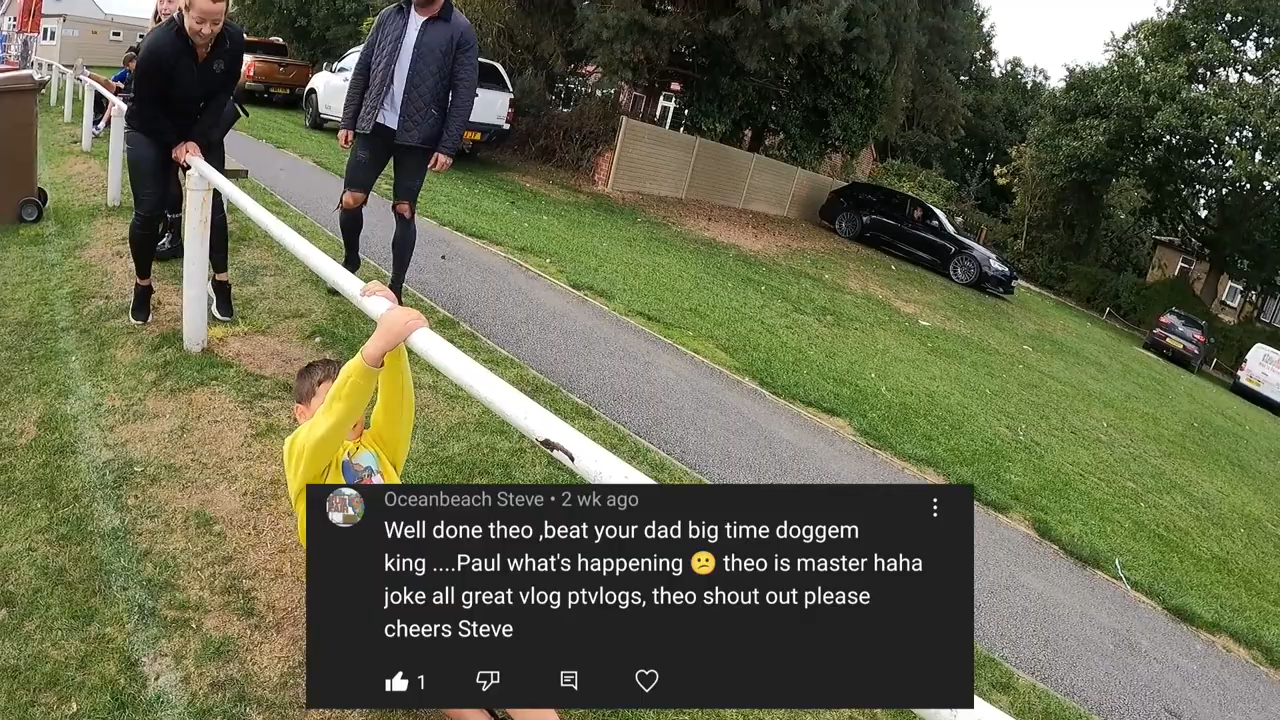 Oceanbeach Steve • 2 wk ago
Well done theo ,beat your dad big time doggem
king ....Paul what's happening 😕 theo is master haha
joke all great vlog ptvlogs, theo shout out please
cheers Steve
1